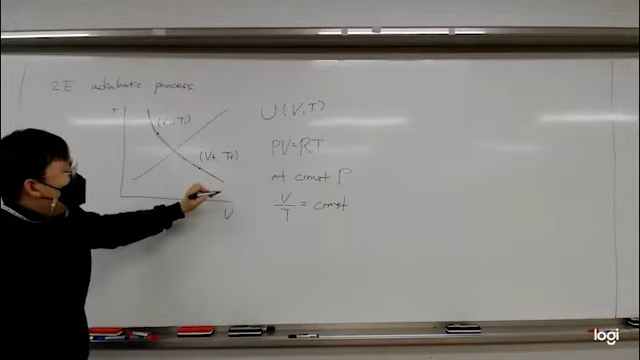 2E adiabatic process
T
(Vi, Ti)
(Vf, Tf)
V
U(V,T)
PV=RT
at const P
V/T = const
logi